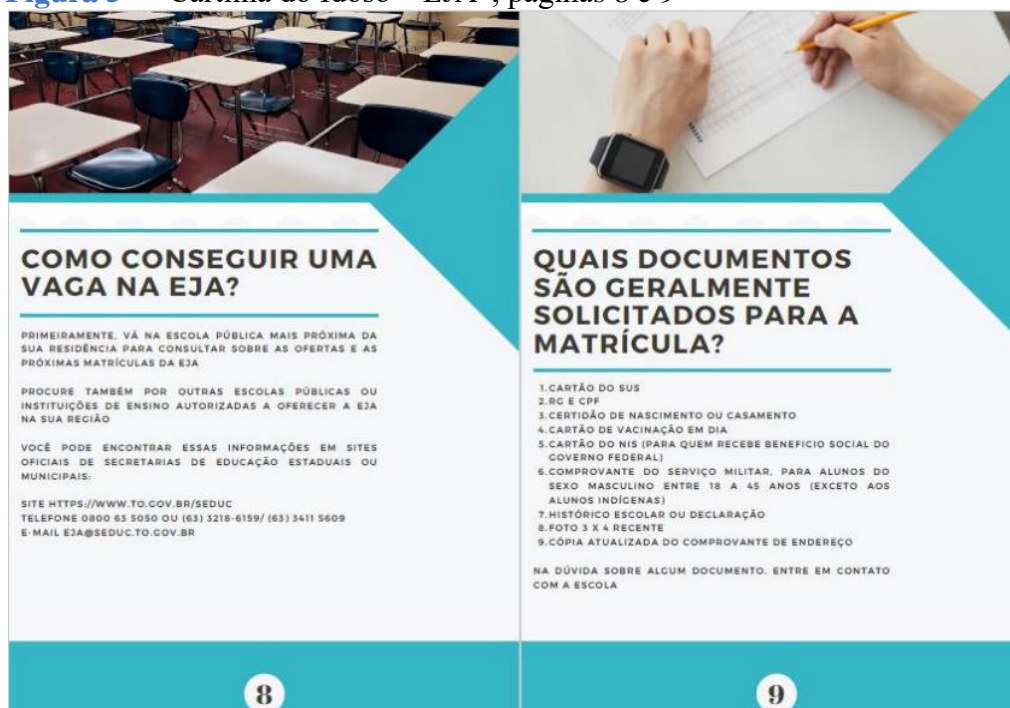 Cartilha do Idoso – EJA”, páginas 8 e 9
COMO CONSEGUIR UMA
VAGA NA EJA?
PRIMEIRAMENTE, VÁ NA ESCOLA PÚBLICA MAIS PRÓXIMA DA
SUA RESIDÊNCIA PARA CONSULTAR SOBRE AS OFERTAS E AS
PRÓXIMAS MATRÍCULAS DA EJA
PROCURE TAMBÉM POR OUTRAS ESCOLAS PÚBLICAS OU
INSTITUIÇÕES DE ENSINO AUTORIZADAS A OFERECER A EJA
NA SUA REGIÃO
VOCÊ PODE ENCONTRAR ESSAS INFORMAÇÕES EM SITES
OFICIAIS DE SECRETARIAS DE EDUCAÇÃO ESTADUAIS OU
MUNICIPAIS:
SITE HTTPS://WWW.TO.GOV.BR/SEDUC
TELEFONE 0800 63 5050 OU (63) 3218-6159/ (63) 3411 5609
E-MAIL EJA@SEDUC.TO.GOV.BR
8
QUAIS DOCUMENTOS
SÃO GERALMENTE
SOLICITADOS PARA A
MATRÍCULA?
1.CARTÃO DO SUS
2.RG E CPF
3.CERTIDÃO DE NASCIMENTO OU CASAMENTO
4.CARTÃO DE VACINAÇÃO EM DIA
5.CARTÃO DO NIS (PARA QUEM RECEBE BENEFICIO SOCIAL DO
GOVERNO FEDERAL)
6.COMPROVANTE DO SERVIÇO MILITAR, PARA ALUNOS DO
SEXO MASCULINO ENTRE 18 A 45 ANOS (EXCETO AOS
ALUNOS INDÍGENAS)
7.HISTÓRICO ESCOLAR OU DECLARAÇÃO
8.FOTO 3 X 4 RECENTE
9.CÓPIA ATUALIZADA DO COMPROVANTE DE ENDEREÇO
NA DÚVIDA SOBRE ALGUM DOCUMENTO, ENTRE EM CONTATO
COM A ESCOLA
9